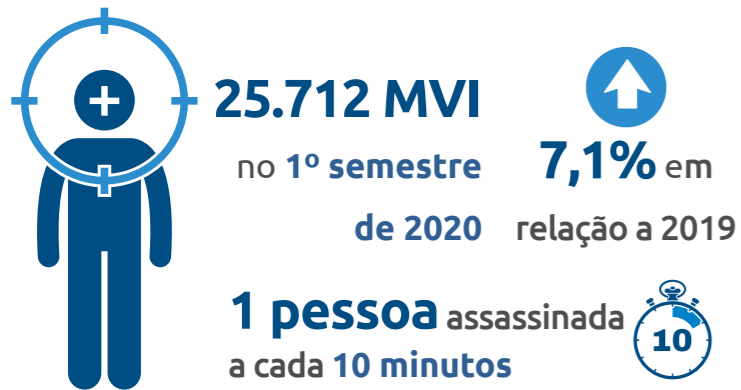 25.712 MVI
no 1º semestre
de 2020
7,1% em
relação a 2019
1 pessoa assassinada
a cada 10 minutos
10